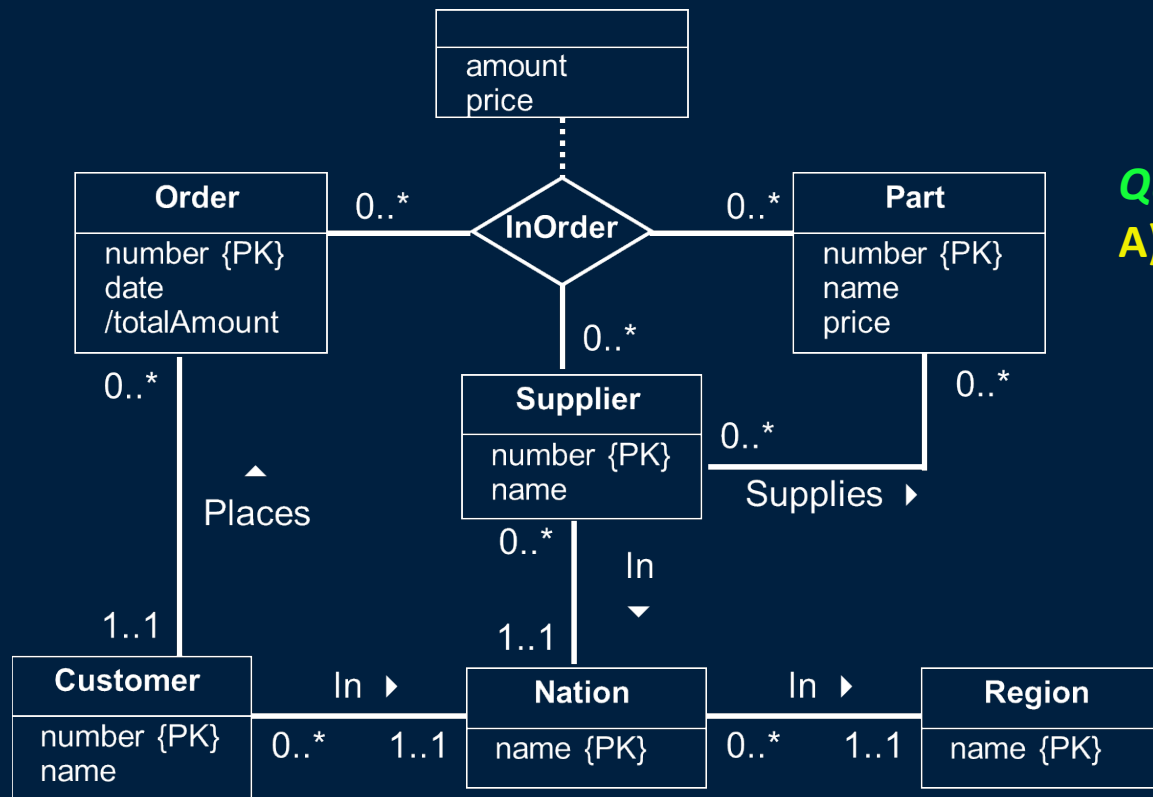 amount
price
Order
number {PK}
date
/totalAmount
0..*
InOrder
0..*
Part
number {PK}
name
price
Q
A)
0..*
0..*
0..*
Supplier
number {PK}
name
0..*
Supplies
Places
0..*
In
1..1
1..1
Customer
number {PK}
name
In
0..* 1..1
Nation
name {PK}
In
0..* 1..1
Region
name {PK}